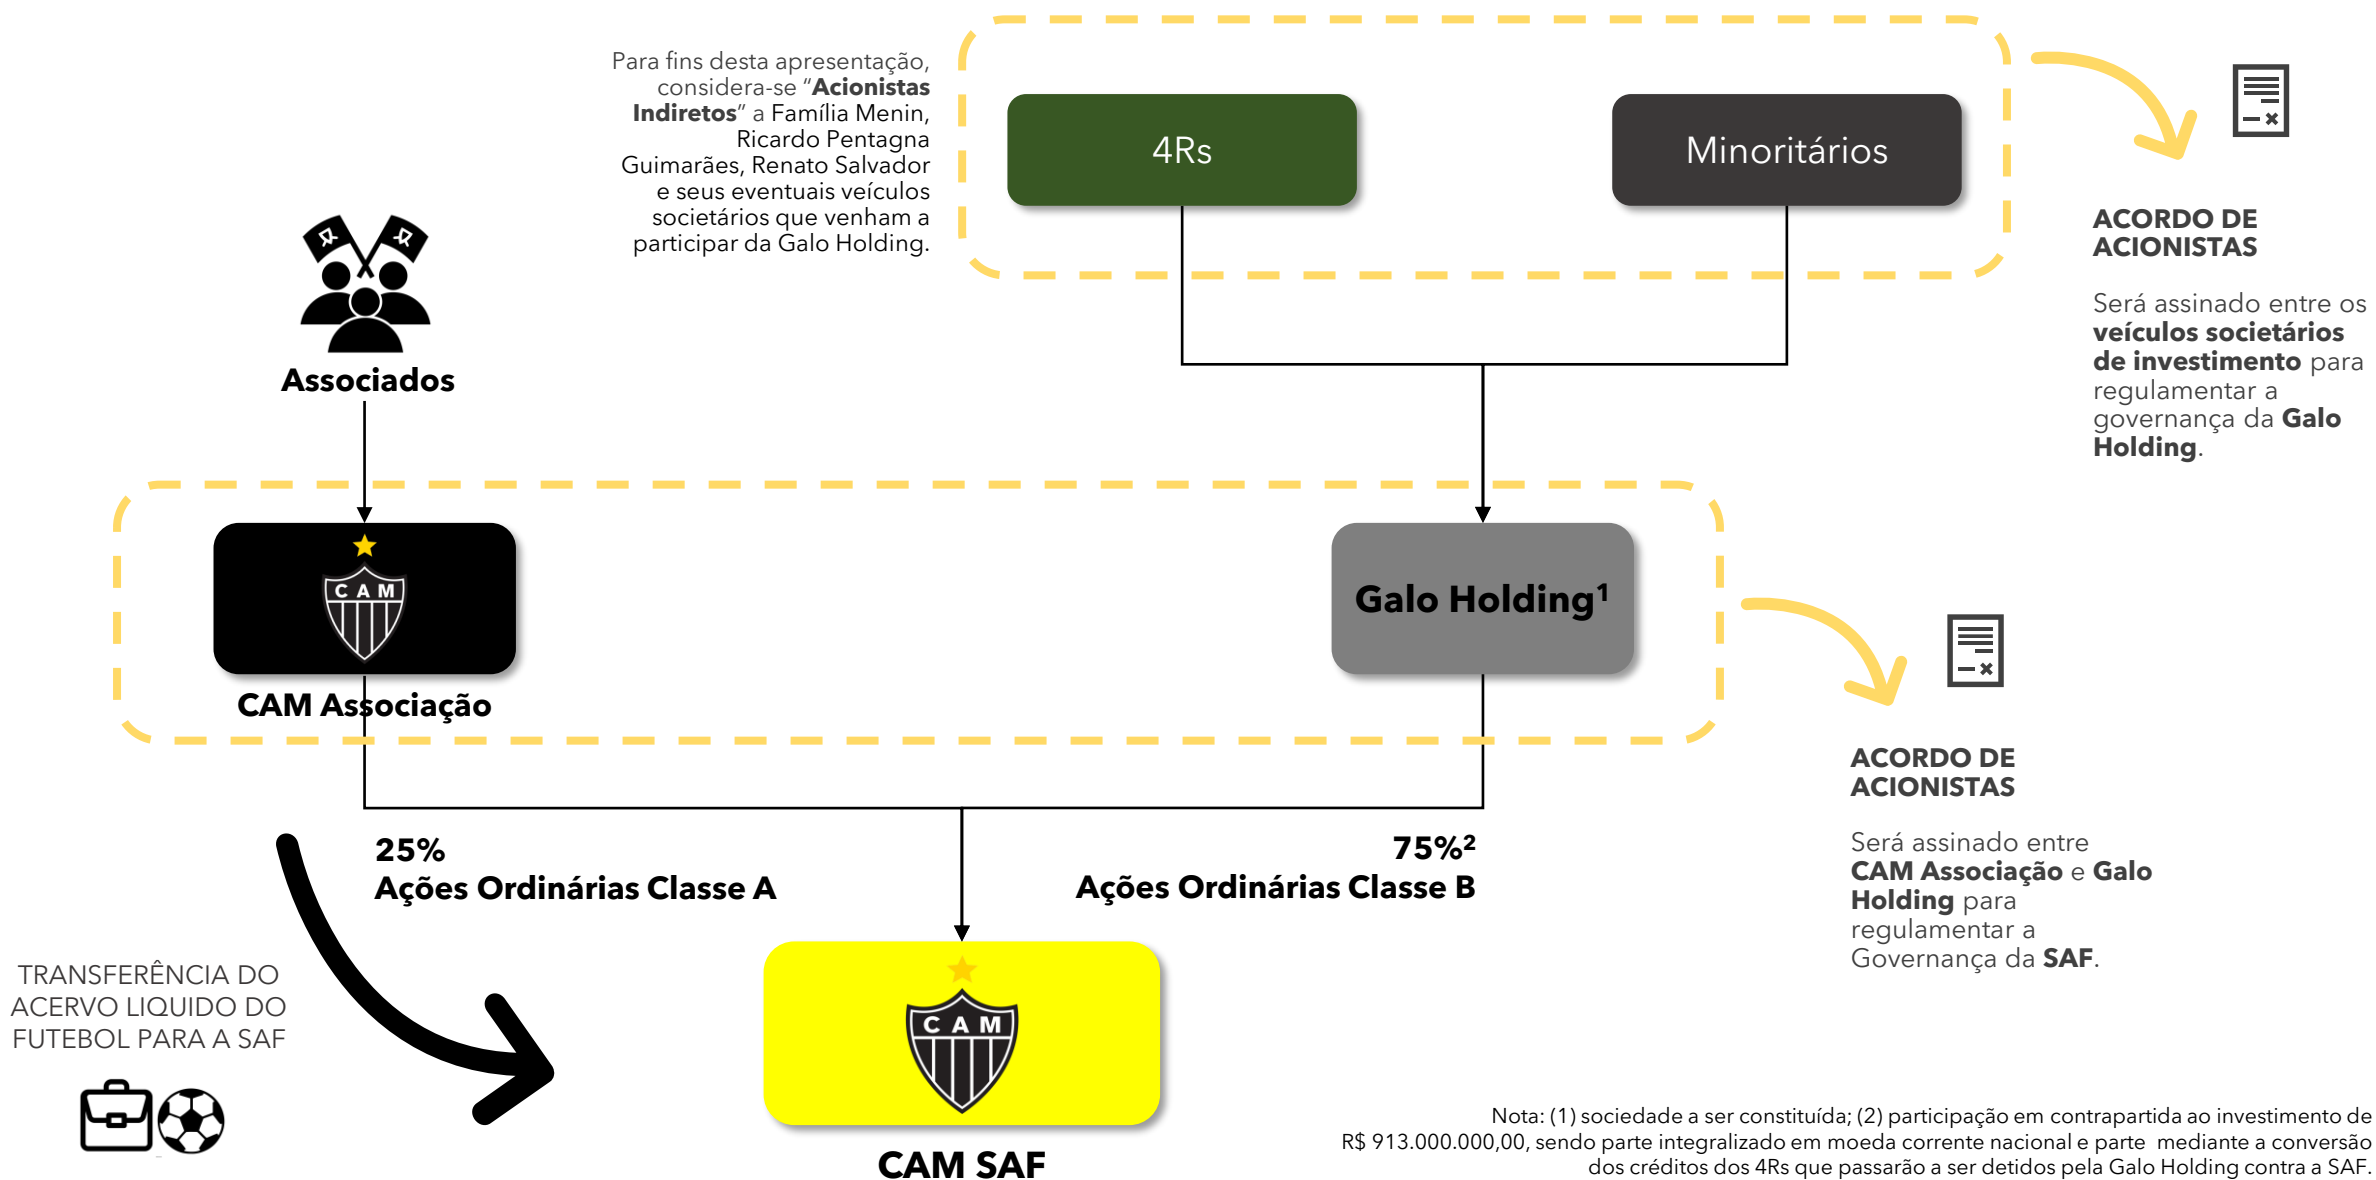 Para fins desta apresentação,
considera-se “Acionistas
Indiretos” a Família Menin,
Ricardo Pentagna
Guimarães, Renato Salvador
e seus eventuais veículos
societários que venham a
participar da Galo Holding.
4Rs
Minoritários
ACORDO DE
ACIONISTAS
Será assinado entre os
veículos societários
de investimento para
regulamentar a
governança da Galo
Holding.
Associados
CAM
CAM Associação
Galo Holding¹
ACORDO DE
ACIONISTAS
Será assinado entre
CAM Associação e Galo
Holding para
regulamentar a
Governança da SAF.
25%
Ações Ordinárias Classe A
75%²
Ações Ordinárias Classe B
TRANSFERÊNCIA DO
ACERVO LIQUIDO DO
FUTEBOL PARA A SAF
CAM
CAM SAF
Nota: (1) sociedade a ser constituída; (2) participação em contrapartida ao investimento de
R$ 913.000.000,00, sendo parte integralizado em moeda corrente nacional e parte mediante a conversão
dos créditos dos 4Rs que passarão a ser detidos pela Galo Holding contra a SAF.